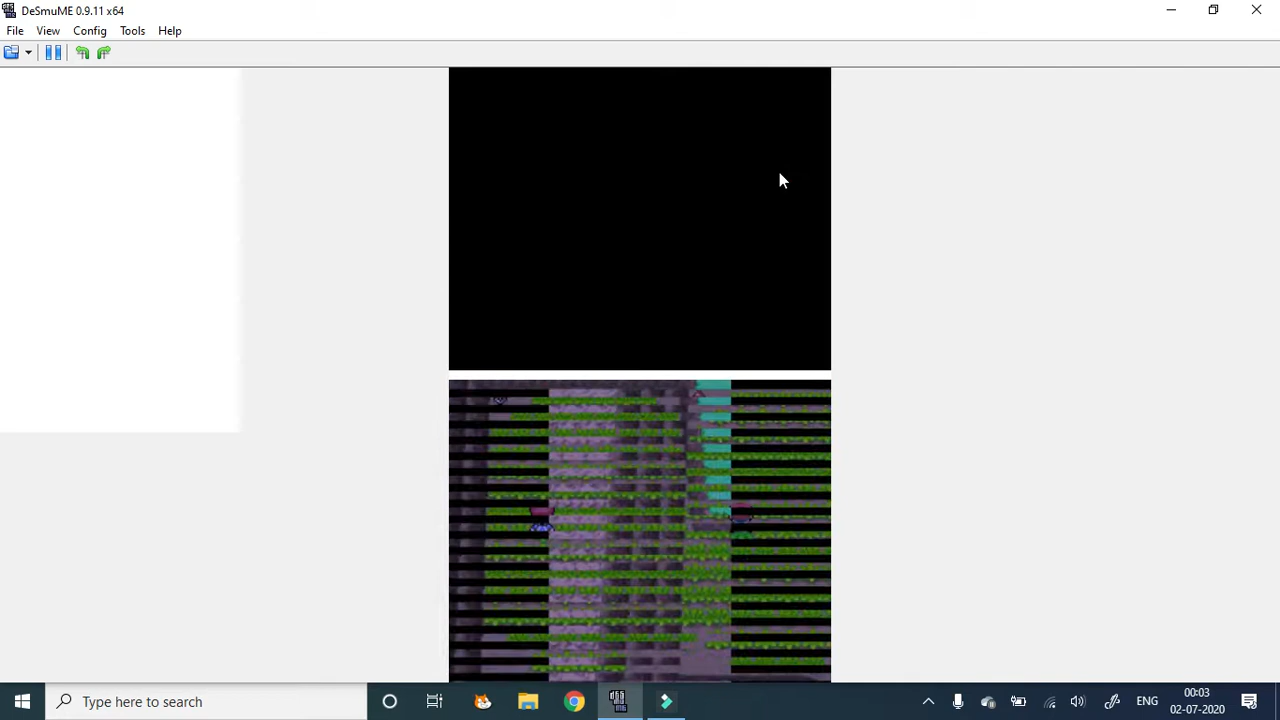 DeSmuME 0.9.11 x64
File View Config Tools Help
Type here to search
ENG
00:03
02-07-2020